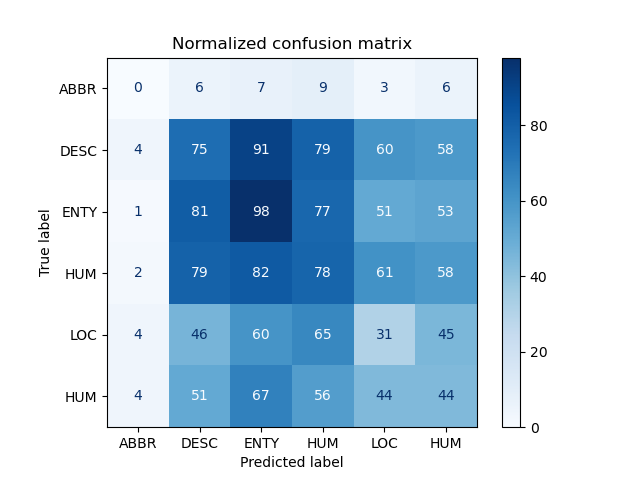 Normalized confusion matrix
ABBR 0 6 7 9 3 6
DESC 4 75 91 79 60 58
ENTY 1 81 98 77 51 53
HUM 2 79 82 78 61 58
LOC 4 46 60 65 31 45
HUM 4 51 67 56 44 44
ABBR DESC ENTY HUM LOC HUM
Predicted label
True label
80
60
40
20
0